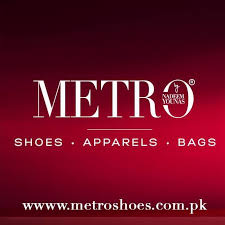 METRO®
NADEEM
YOUNAS
SHOES • APPARELS • BAGS
www.metroshoes.com.pk